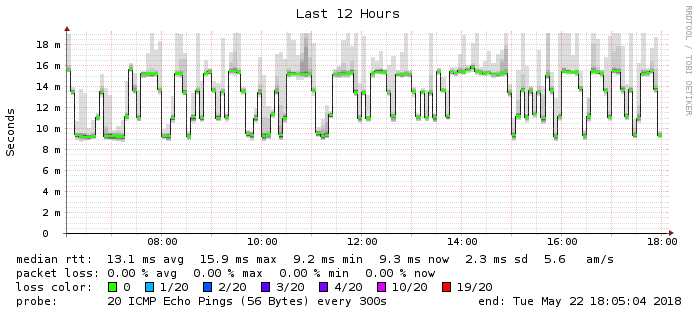 Last 12 Hours
RRDTOOL / TOBI OETIKER
Seconds
18 m
16 m
14 m
12 m
10 m
8 m
6 m
4 m
2 m
0
08:00 10:00 12:00 14:00 16:00 18:00
median rtt: 13.1 ms avg 15.9 ms max 9.2 ms min 9.3 ms now 2.3 ms sd 5.6 am/s
packet loss: 0.00 % avg 0.00 % max 0.00 % min 0.00 % now
loss color: 0 1/20 2/20 3/20 4/20 10/20 19/20
probe: 20 ICMP Echo Pings (56 Bytes) every 300s end: Tue May 22 18:05:04 2018